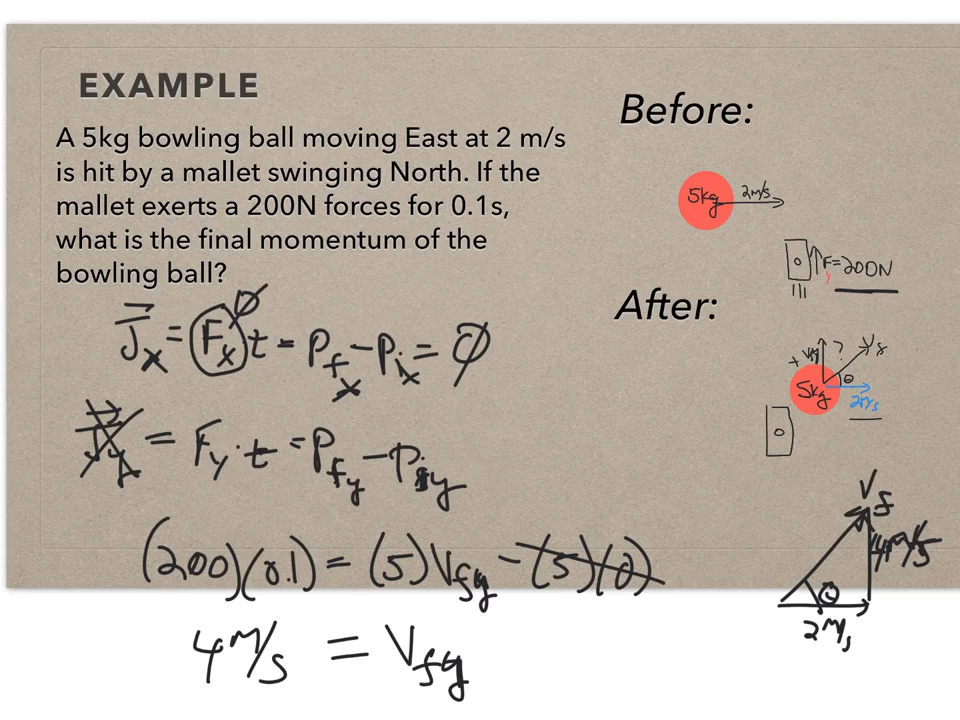 EXAMPLE
A 5kg bowling ball moving East at 2 m/s
is hit by a mallet swinging North. If the
mallet exerts a 200N forces for 0.1s,
what is the final momentum of the
bowling ball?
Jx = Fx t = Pfx - Pix = 0
= Fy · t = Pfy - Piy
(200)(0.1) = (5)Vfy - (5)(0)
4 m/s = Vfy
Before:
5kg 2m/s
F=200N
y
After:
Vfy ? Vf
θ
5kg
2m/s
Vf
4m/s
θ
2m/s